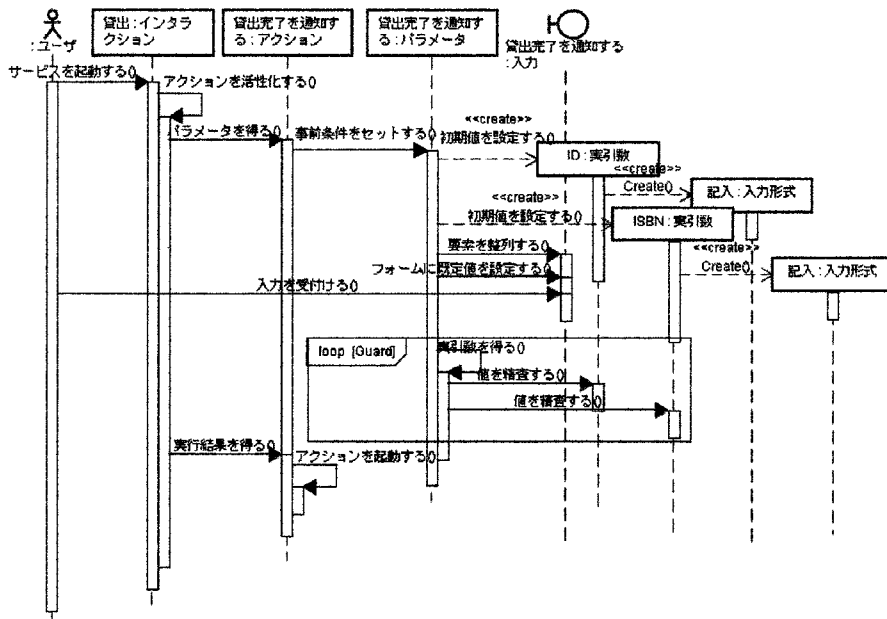 : ユーザ
貸出 : インタラ
クション
貸出完了を通知す
る : アクション
貸出完了を通知す
る : パラメータ
貸出完了を通知する
: 入力
サービスを起動する()
アクションを活性化する()
パラメータを得る()
事前条件をセットする()
<<create>>
初期値を設定する()
ID : 実引数
<<create>>
Create()
記入 : 入力形式
<<create>>
初期値を設定する()
ISBN : 実引数
要素を整列する()
<<create>>
Create()
記入 : 入力形式
フォームに既定値を設定する()
入力を受付ける()
loop [Guard]
実引数を得る()
値を精査する()
値を精査する()
実行結果を得る()
アクションを起動する()